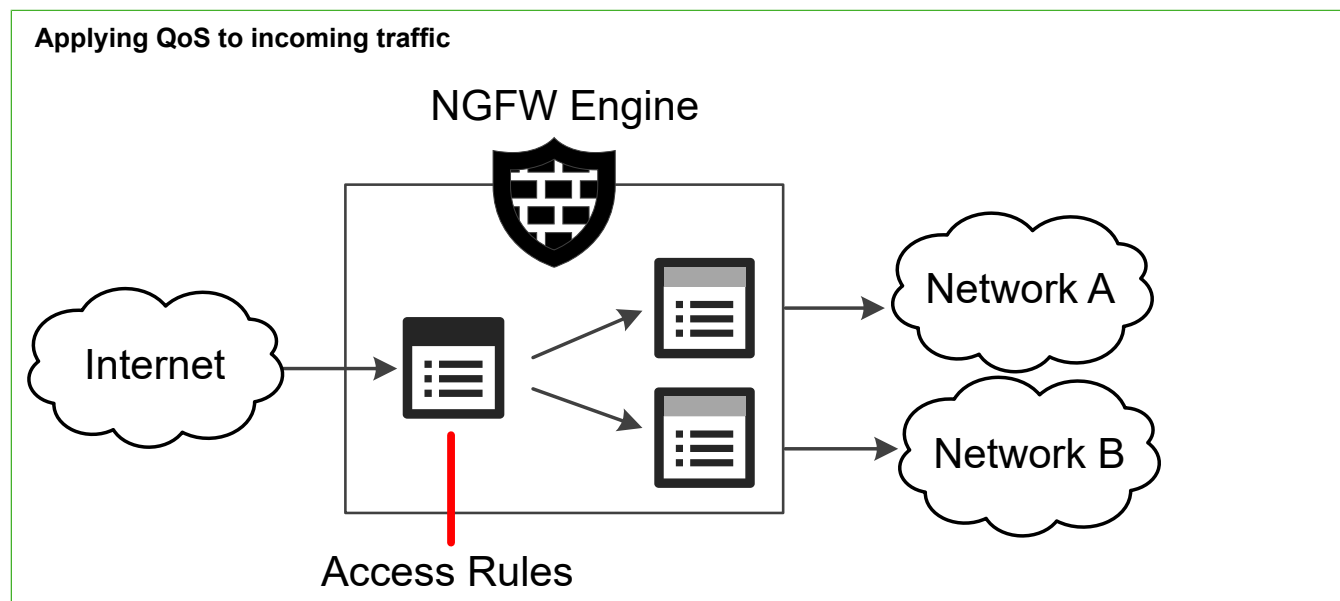 Applying QoS to incoming traffic
NGFW Engine
Internet
Network A
Network B
Access Rules